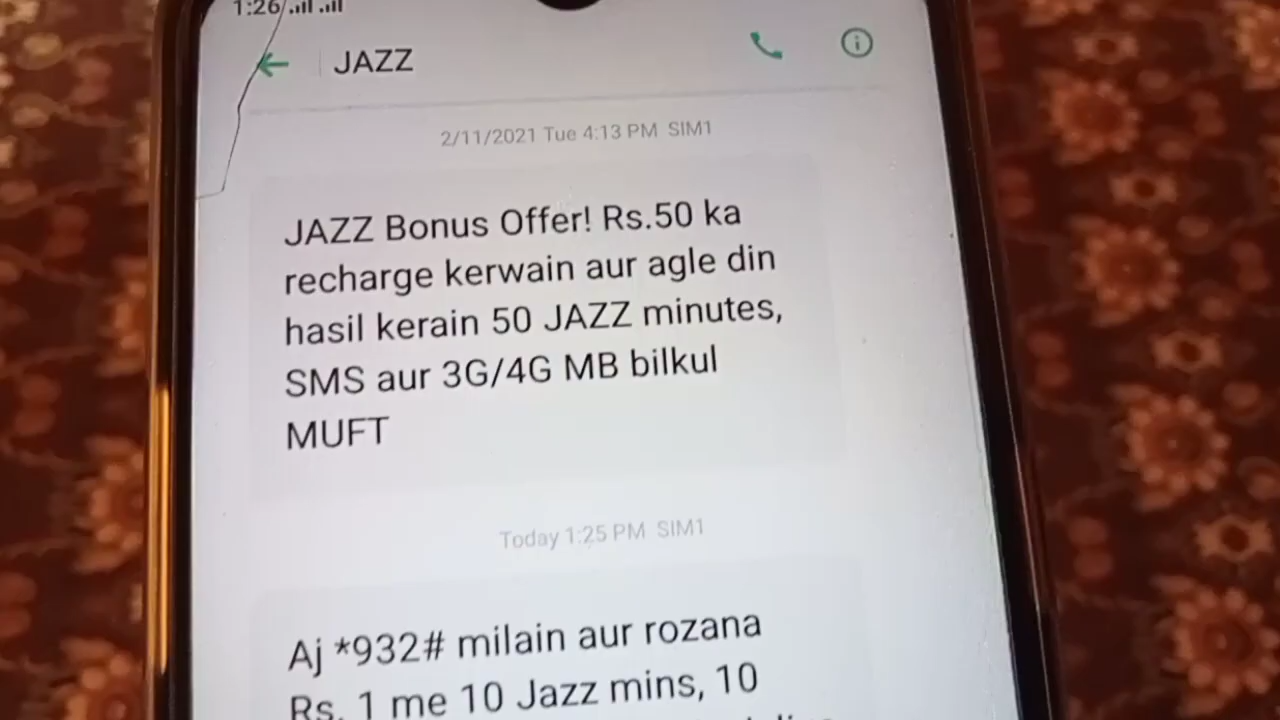 1:26
JAZZ
2/11/2021 Tue 4:13 PM SIM1
JAZZ Bonus Offer! Rs.50 ka
recharge kerwain aur agle din
hasil kerain 50 JAZZ minutes,
SMS aur 3G/4G MB bilkul
MUFT
Today 1:25 PM SIM1
Aj *932# milain aur rozana
Rs. 1 me 10 Jazz mins, 10